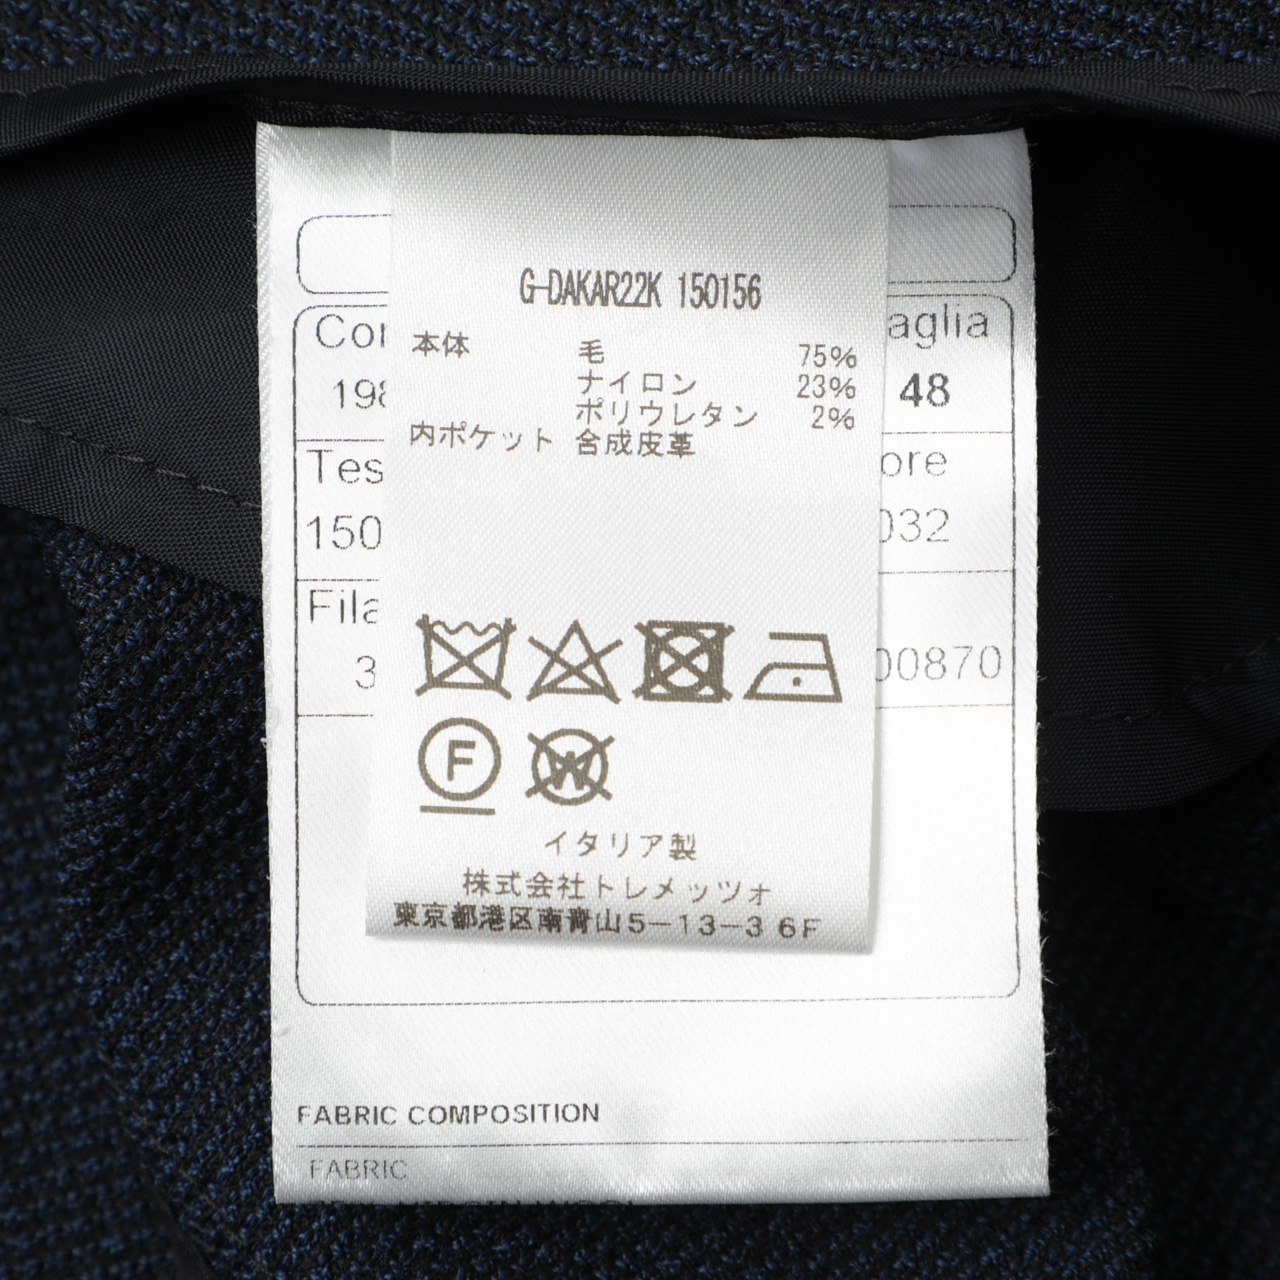 G-DAKAR22K 150156
本体 毛 75%
ナイロン 23%
ポリウレタン 2%
内ポケット 合成皮革
F
W
イタリア製
株式会社トレメッツォ
東京都港区南青山5-13-3 6F
aglia
198
48
Tes
ore
150
032
Fila
3
00870
FABRIC COMPOSITION
FABRIC